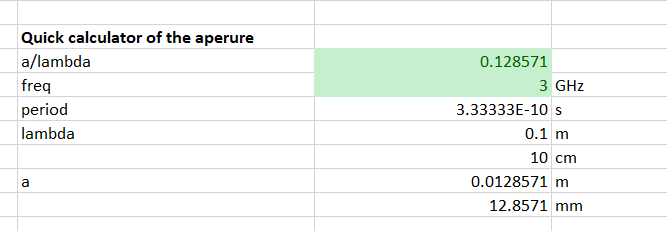 Quick calculator of the aperure
a/lambda 0.128571
freq 3 GHz
period 3.33333E-10 s
lambda 0.1 m
10 cm
a 0.0128571 m
12.8571 mm